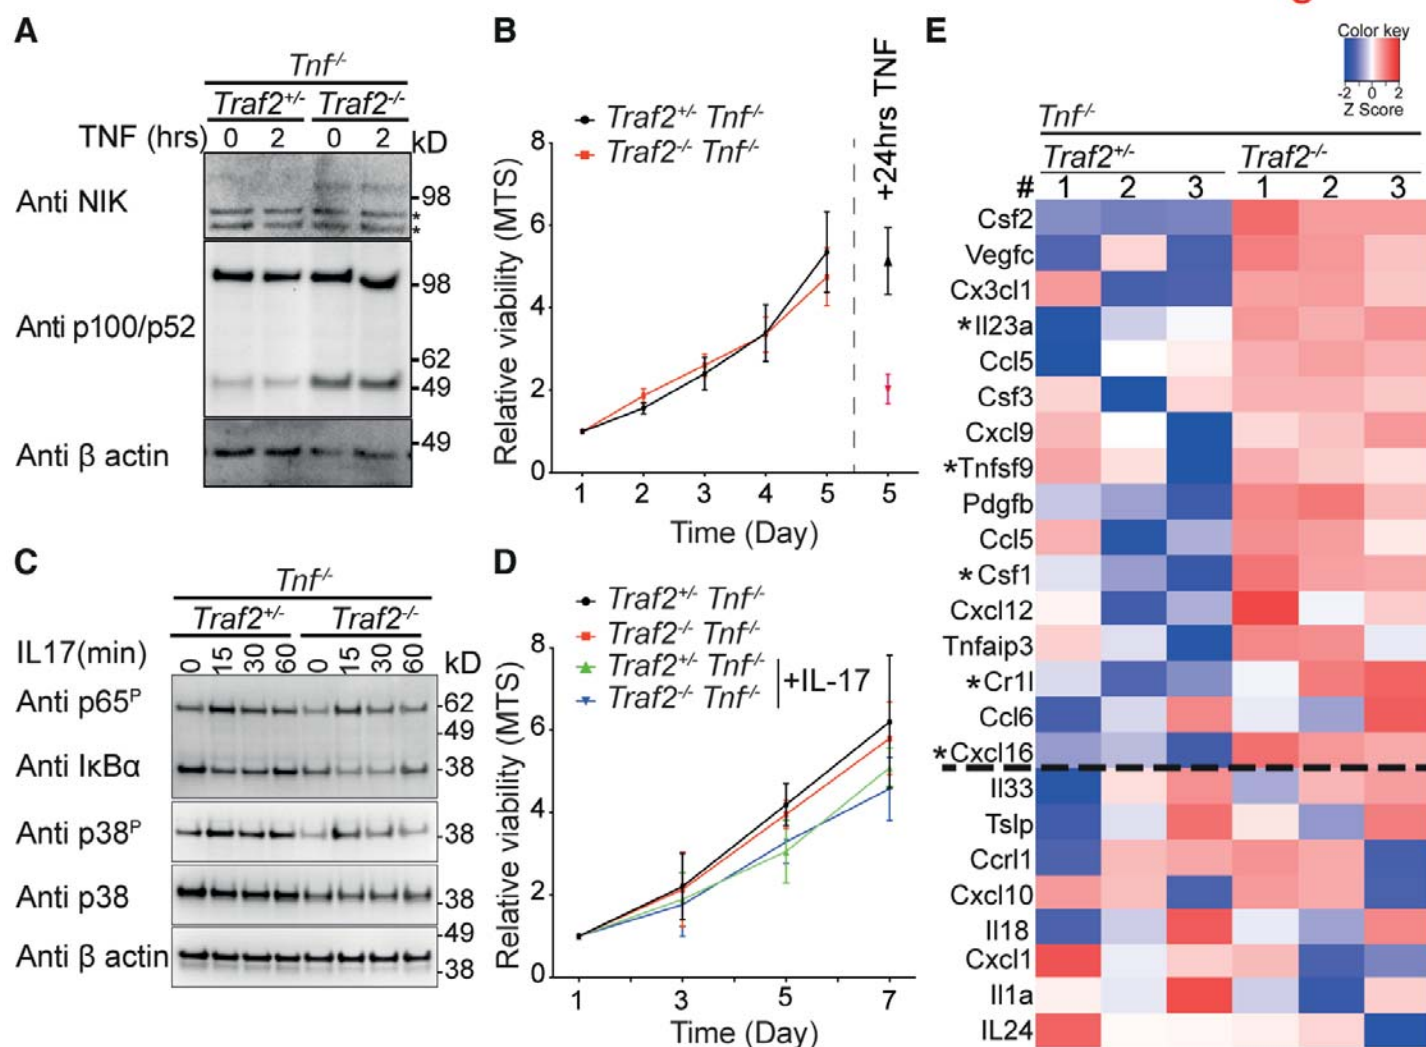 A
Tnf-/-
Traf2+/- Traf2-/-
TNF (hrs) 0 2 0 2 kD
Anti NIK
98
*
*
Anti p100/p52
98
62
49
Anti β actin
49
B
Traf2+/- Tnf-/-
Traf2-/- Tnf-/-
+24hrs TNF
Relative viability (MTS)
8
6
4
2
0
1 2 3 4 5 5
Time (Day)
C
Tnf-/-
Traf2+/- Traf2-/-
IL17(min) 0 15 30 60 0 15 30 60 kD
Anti p65P
62
49
Anti IκBα
38
Anti p38P
38
Anti p38
38
Anti β actin
49
38
D
Traf2+/- Tnf-/-
Traf2-/- Tnf-/-
Traf2+/- Tnf-/-
Traf2-/- Tnf-/-
+IL-17
Relative viability (MTS)
8
6
4
2
0
1 3 5 7
Time (Day)
E
Color key
-2 0 2
Z Score
Tnf-/-
Traf2+/- Traf2-/-
# 1 2 3 1 2 3
Csf2
Vegfc
Cx3cl1
*Il23a
Ccl5
Csf3
Cxcl9
*Tnfsf9
Pdgfb
Ccl5
*Csf1
Cxcl12
Tnfaip3
*Cr1l
Ccl6
*Cxcl16
Il33
Tslp
Ccrl1
Cxcl10
Il18
Cxcl1
Il1a
IL24